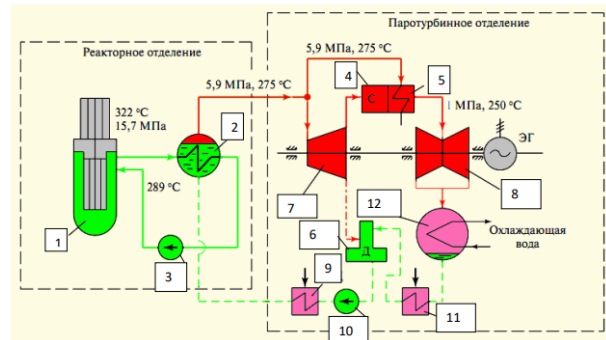 Паротурбинное отделение
Реакторное отделение
5,9 МПа, 275 °С
4
5
5,9 МПа, 275 °С
С
1 МПа, 250 °С
322 °С
15,7 МПа
2
ЭГ
7
8
289 °С
12
Охлаждающая
вода
1
3
6
Д
9
10
11